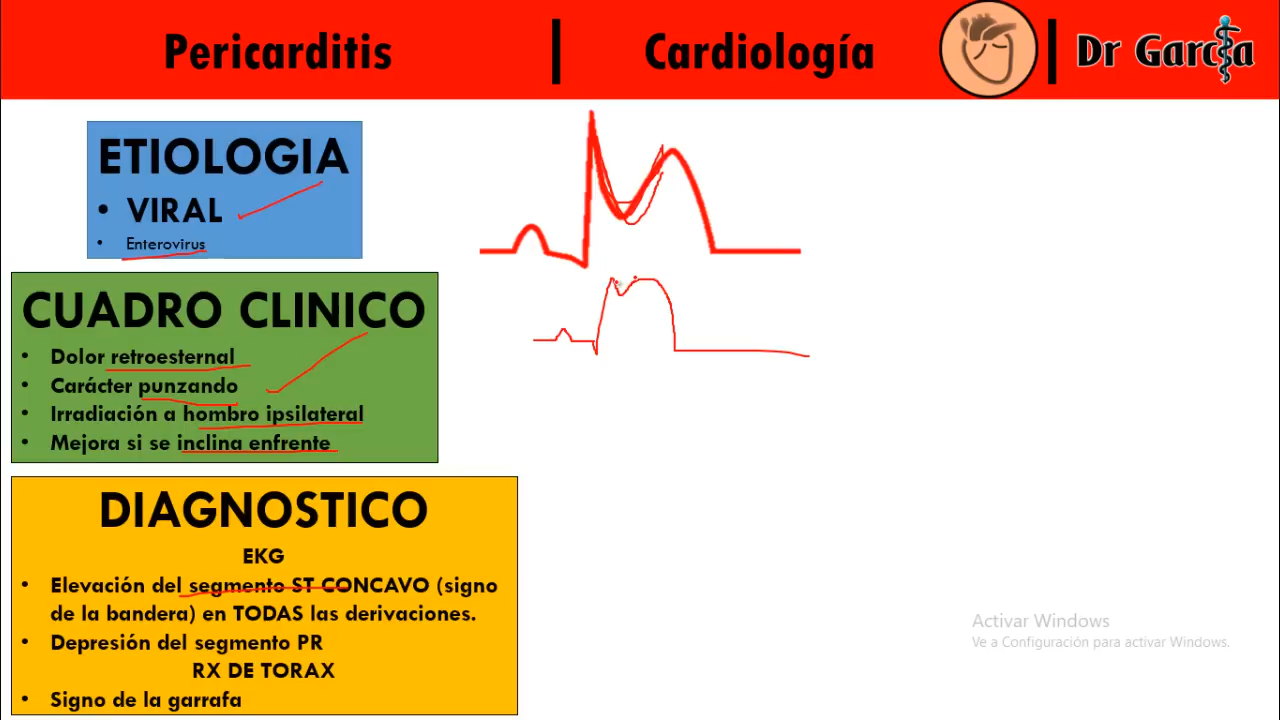 Pericarditis | Cardiología | Dr Garcia
ETIOLOGIA
• VIRAL
• Enterovirus
CUADRO CLINICO
• Dolor retroesternal
• Carácter punzando
• Irradiación a hombro ipsilateral
• Mejora si se inclina enfrente
DIAGNOSTICO
EKG
• Elevación del segmento ST CONCAVO (signo
de la bandera) en TODAS las derivaciones.
• Depresión del segmento PR
RX DE TORAX
• Signo de la garrafa
Activar Windows
Ve a Configuración para activar Windows.